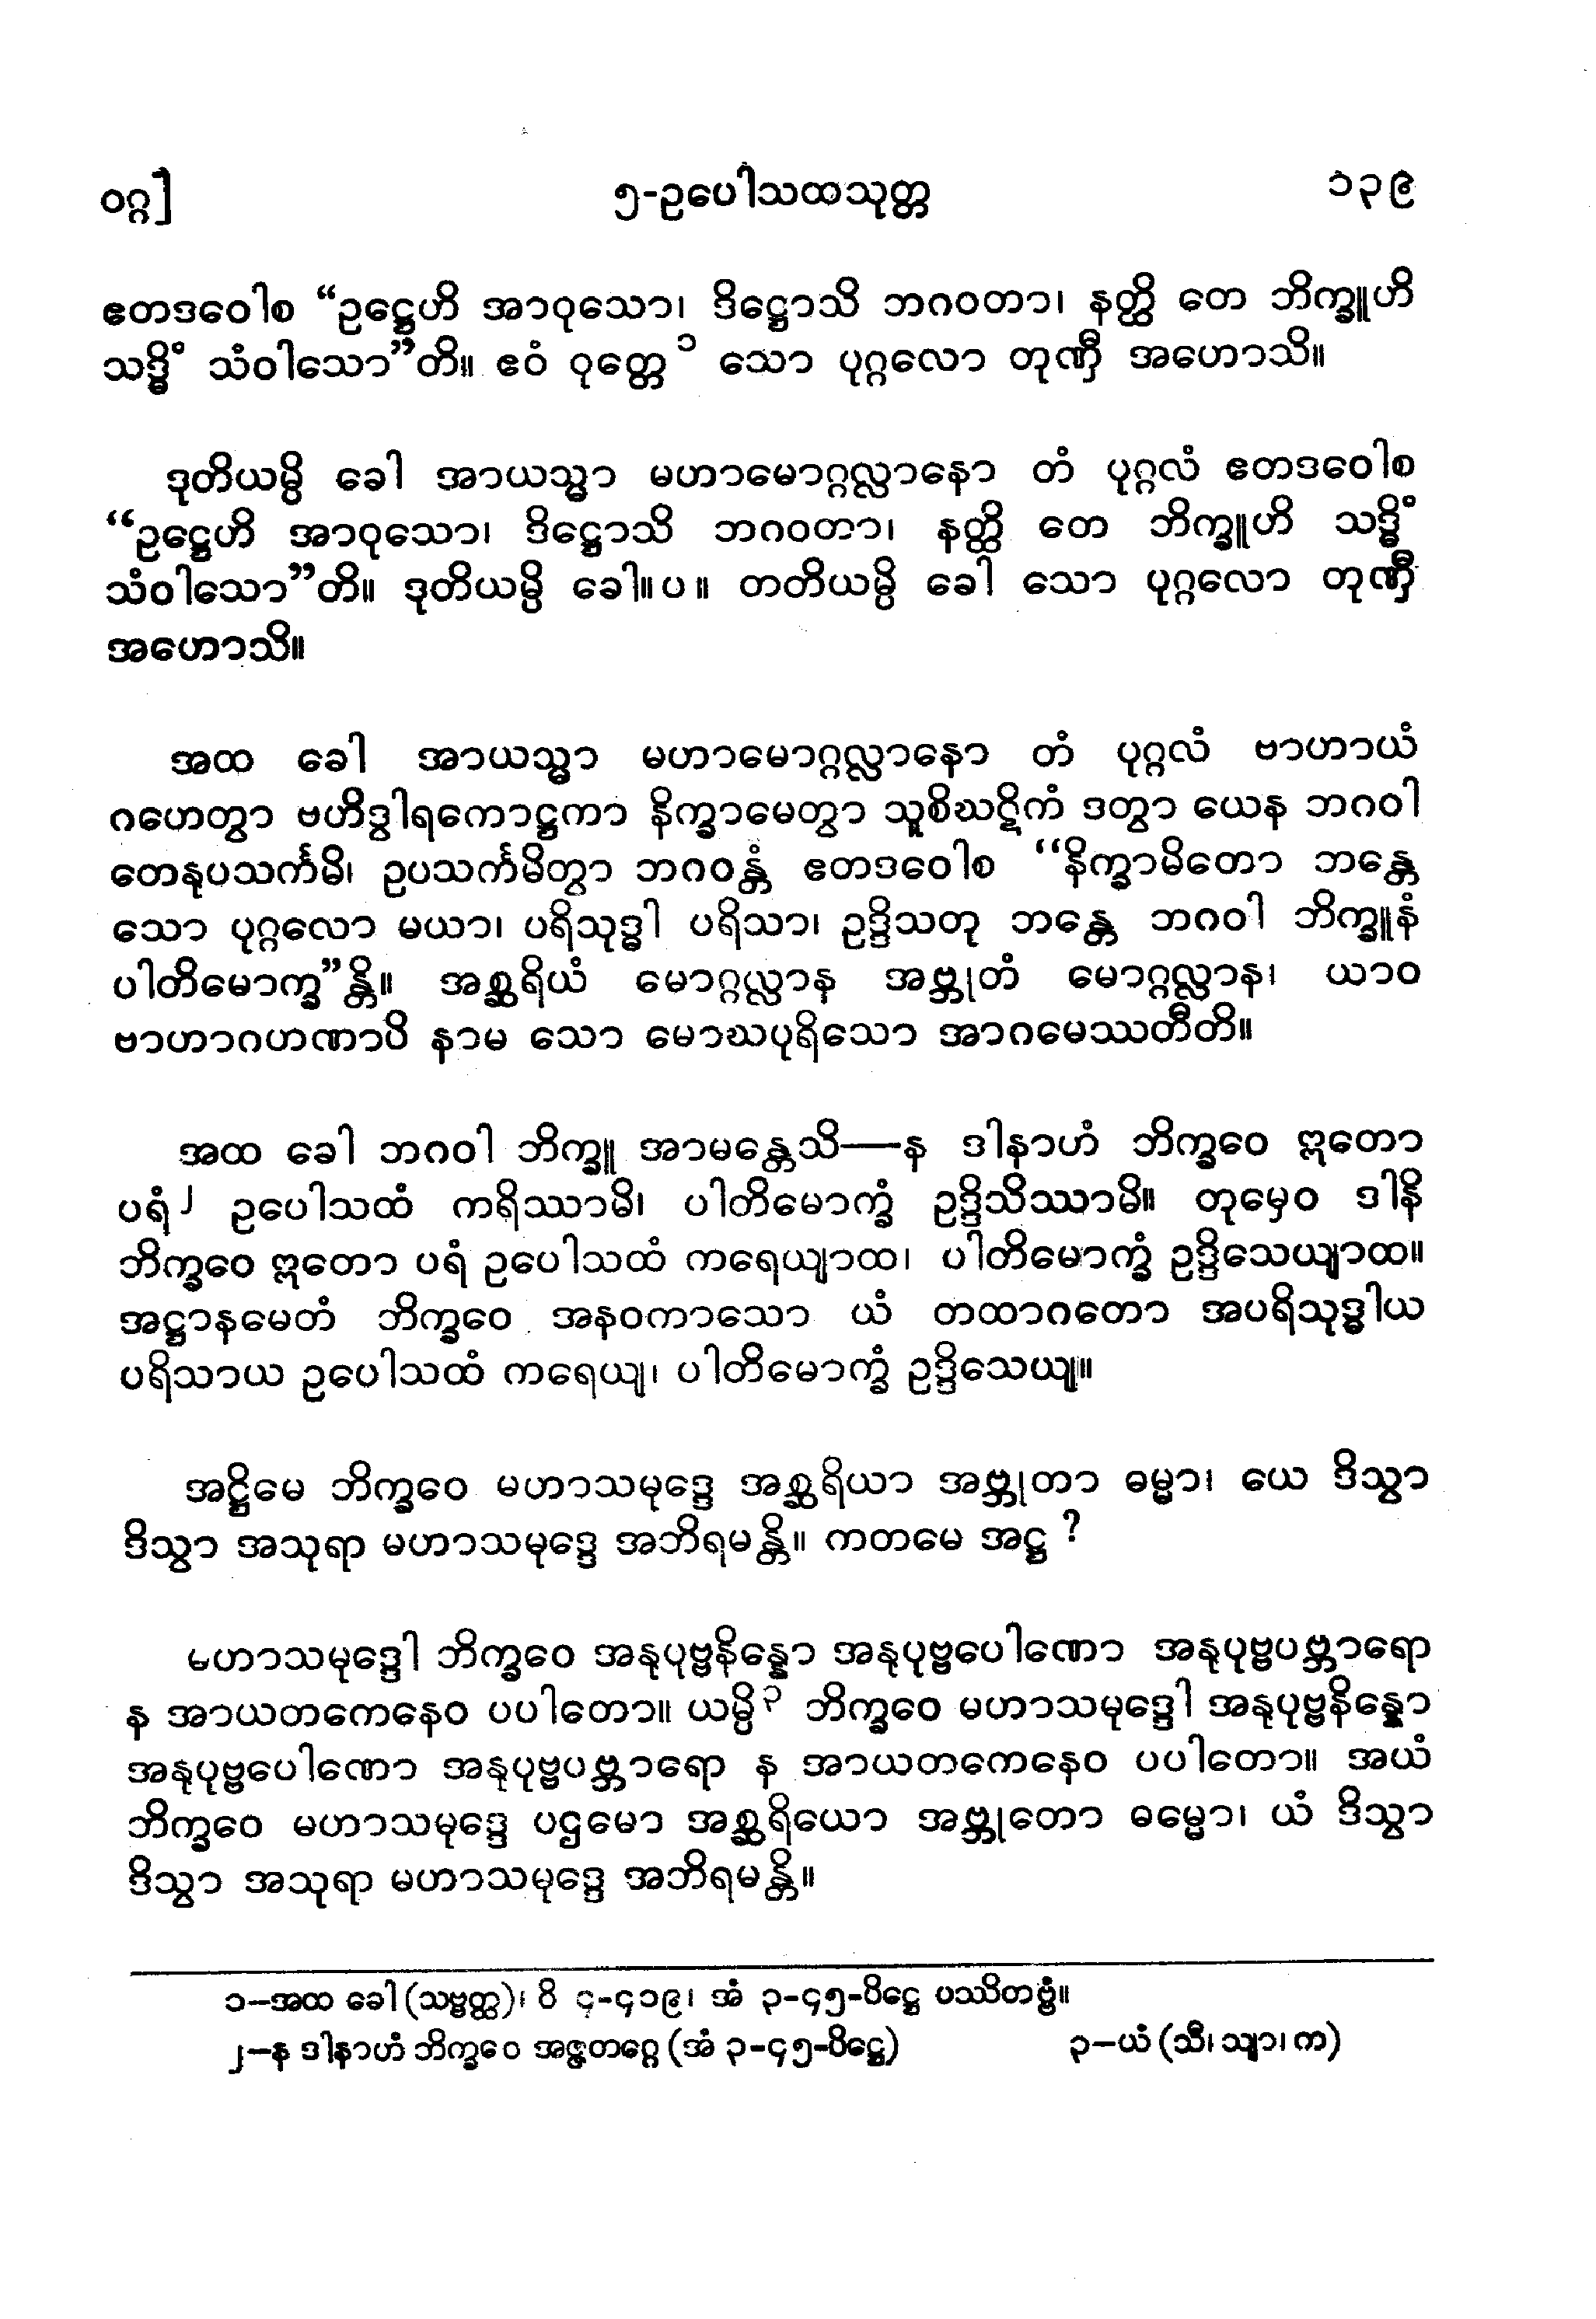 ဝဂ္ဂ] ၅-ဥပေါသထသုတ္တ ၁၃၉
ဧတဒဝေါစ “ဥဋ္ဌေဟိ အာဝုသော၊ ဒိဋ္ဌောသိ ဘဂဝတာ၊ နတ္ထိ တေ ဘိက္ခူဟိ
သဒ္ဓိံ သံဝါသော”တိ။ ဧဝံ ဝုတ္တေ ၁ သော ပုဂ္ဂလော တုဏှီ အဟောသိ။
ဒုတိယမ္ပိ ခေါ အာယသ္မာ မဟာမောဂ္ဂလ္လာနော တံ ပုဂ္ဂလံ ဧတဒဝေါစ
“ဥဋ္ဌေဟိ အာဝုသော၊ ဒိဋ္ဌောသိ ဘဂဝတာ၊ နတ္ထိ တေ ဘိက္ခူဟိ သဒ္ဓိံ
သံဝါသော”တိ။ ဒုတိယမ္ပိ ခေါ။ပ။ တတိယမ္ပိ ခေါ သော ပုဂ္ဂလော တုဏှီ
အဟောသိ။
အထ ခေါ အာယသ္မာ မဟာမောဂ္ဂလ္လာနော တံ ပုဂ္ဂလံ ဗာဟာယံ
ဂဟေတွာ ဗဟိဒွါရကောဋ္ဌကာ နိက္ခာမေတွာ သူစိဃဋိကံ ဒတွာ ယေန ဘဂဝါ
တေနုပသင်္ကမိ၊ ဥပသင်္ကမိတွာ ဘဂဝန္တံ ဧတဒဝေါစ “နိက္ခာမိတော ဘန္တေ
သော ပုဂ္ဂလော မယာ၊ ပရိသုဒ္ဓါ ပရိသာ၊ ဥဒ္ဒိသတု ဘန္တေ ဘဂဝါ ဘိက္ခူနံ
ပါတိမောက္ခ”န္တိ။ အစ္ဆရိယံ မောဂ္ဂလ္လာန အဗ္ဘုတံ မောဂ္ဂလ္လာန၊ ယာဝ
ဗာဟာဂဟဏာပိ နာမ သော မောဃပုရိသော အာဂမေဿတီတိ။
အထ ခေါ ဘဂဝါ ဘိက္ခူ အာမန္တေသိ—န ဒါနာဟံ ဘိက္ခဝေ ဣတော
ပရံ၂ ဥပေါသထံ ကရိဿာမိ၊ ပါတိမောက္ခံ ဥဒ္ဒိသိဿာမိ။ တုမှေဝ ဒါနိ
ဘိက္ခဝေ ဣတော ပရံ ဥပေါသထံ ကရေယျာထ၊ ပါတိမောက္ခံ ဥဒ္ဒိသေယျာထ။
အဋ္ဌာနမေတံ ဘိက္ခဝေ အနဝကာသော ယံ တထာဂတော အပရိသုဒ္ဓါယ
ပရိသာယ ဥပေါသထံ ကရေယျ၊ ပါတိမောက္ခံ ဥဒ္ဒိသေယျ။
အဋ္ဌိမေ ဘိက္ခဝေ မဟာသမုဒ္ဒေ အစ္ဆရိယာ အဗ္ဘုတာ ဓမ္မာ၊ ယေ ဒိသွာ
ဒိသွာ အသုရာ မဟာသမုဒ္ဒေ အဘိရမန္တိ။ ကတမေ အဋ္ဌ ?
မဟာသမုဒ္ဒေါ ဘိက္ခဝေ အနုပုဗ္ဗနိန္နော အနုပုဗ္ဗပေါဏော အနုပုဗ္ဗပဗ္ဘာရော
န အာယတကေနေဝ ပပါတော။ ယမ္ပိ၃ ဘိက္ခဝေ မဟာသမုဒ္ဒေါ အနုပုဗ္ဗနိန္နော
အနုပုဗ္ဗပေါဏော အနုပုဗ္ဗပဗ္ဘာရော န အာယတကေနေဝ ပပါတော။ အယံ
ဘိက္ခဝေ မဟာသမုဒ္ဒေ ပဌမော အစ္ဆရိယော အဗ္ဘုတော ဓမ္မော၊ ယံ ဒိသွာ
ဒိသွာ အသုရာ မဟာသမုဒ္ဒေ အဘိရမန္တိ။
၁–အထ ခေါ (သဗ္ဗတ္ထ)၊ ဝိ ၄-၄၁၉၊ အံ ၃-၄၅-ပိဋ္ဌေ ပဿိတဗ္ဗံ။
၂–န ဒါနာဟံ ဘိက္ခဝေ အဇ္ဇတဂ္ဂေ (အံ ၃-၄၅-ပိဋ္ဌေ) ၃–ယံ (သီ၊ သျာ၊ က)